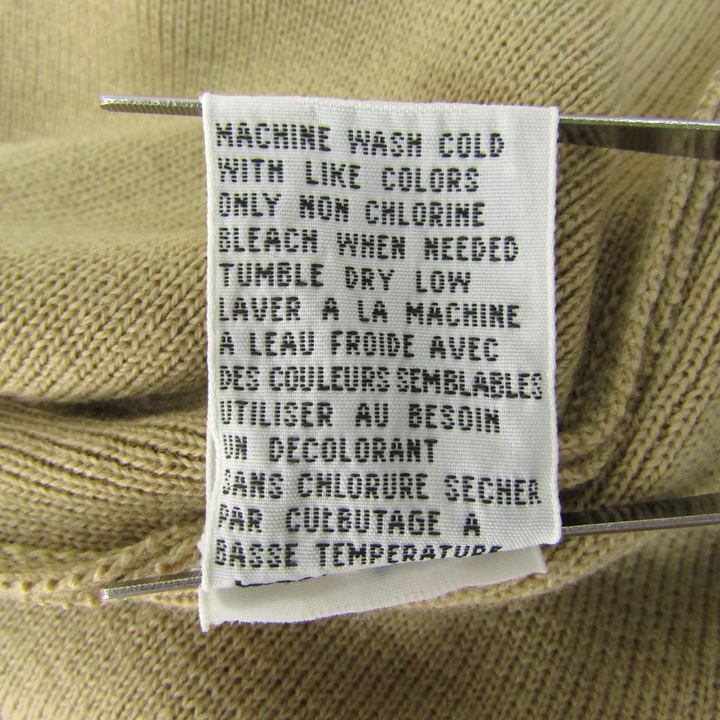 MACHINE WASH COLD
WITH LIKE COLORS
ONLY NON CHLORINE
BLEACH WHEN NEEDED
TUMBLE DRY LOW
LAVER A LA MACHINE
A LEAU FROIDE AVEC
DES COULEURS SEMBLABLES
UTILISER AU BESOIN
UN DECOLORANT
SANS CHLORURE SECHER
PAR CULBUTAGE A
BASSE TEMPERATURE